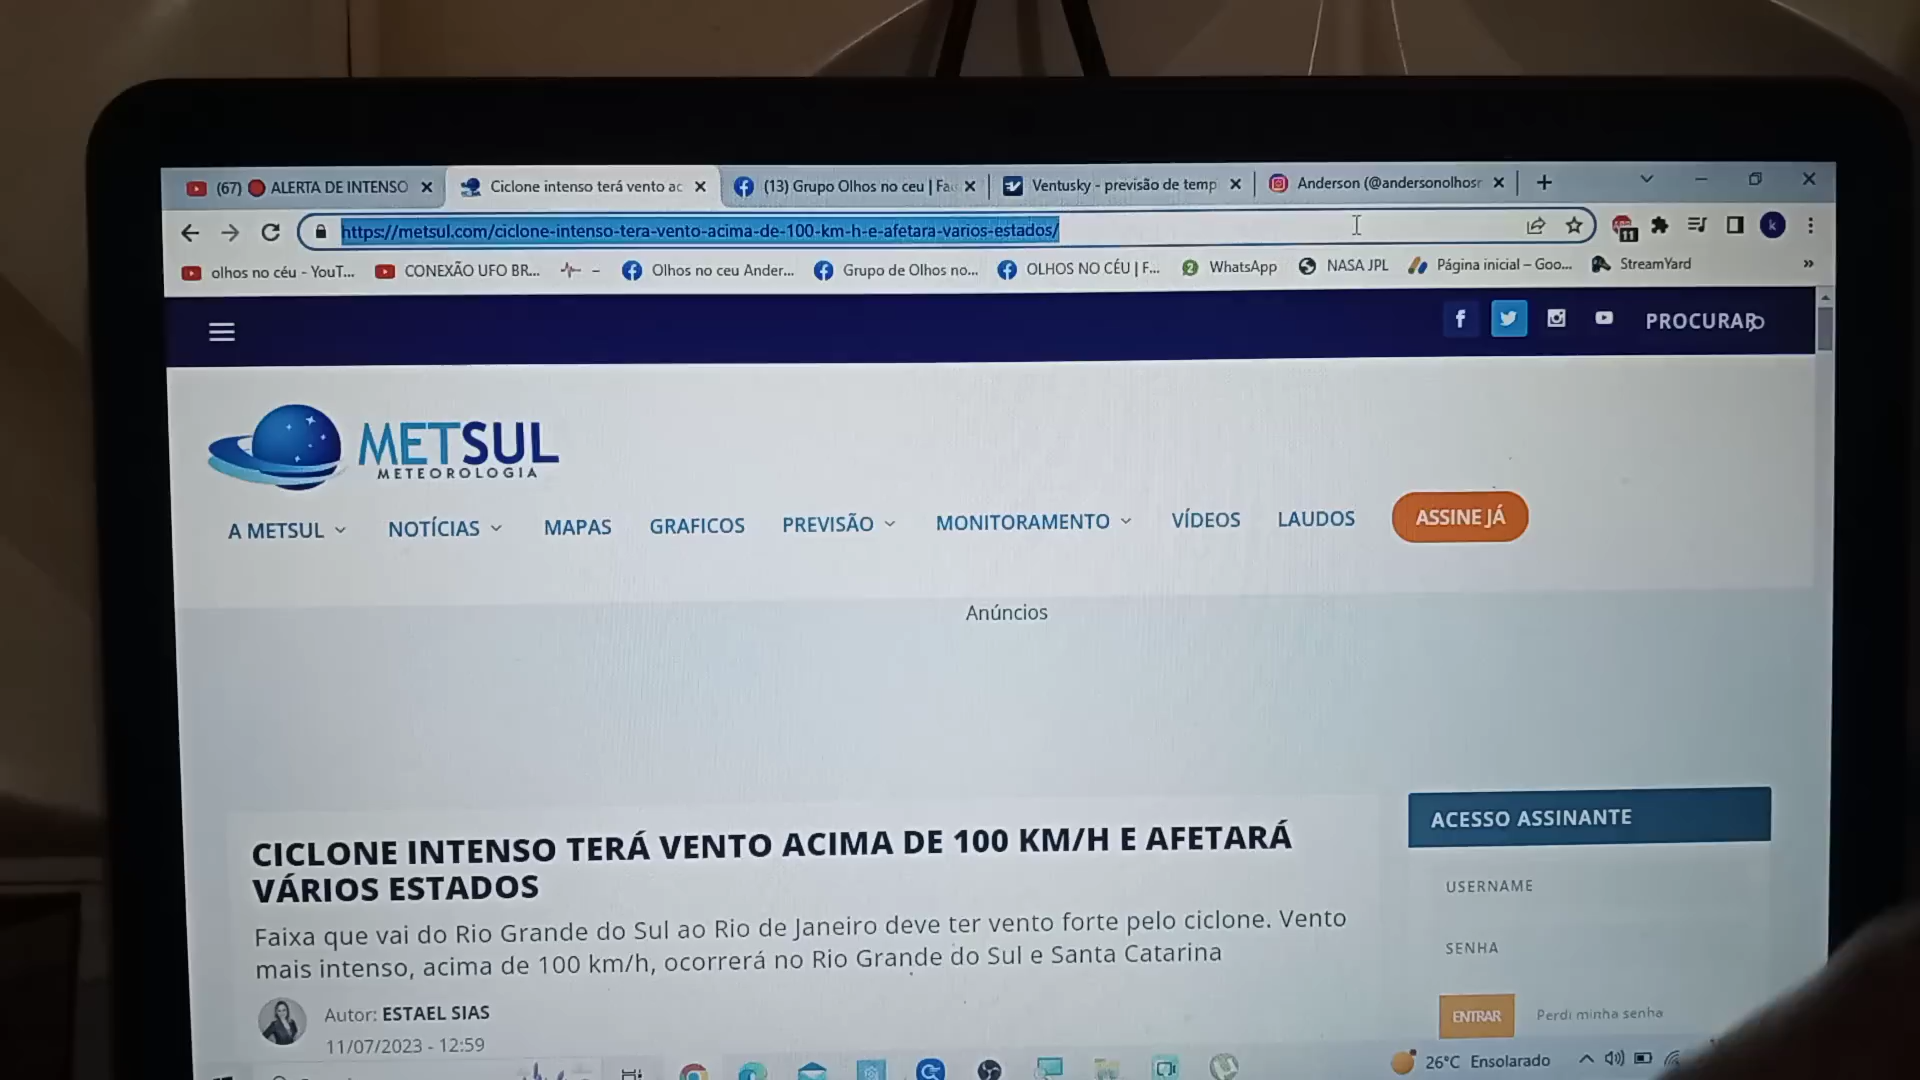 (67) 🔴 ALERTA DE INTENSO
Ciclone intenso terá vento ac
(13) Grupo Olhos no ceu | Fac
Ventusky - previsão de temp
Anderson (@andersonolhosn
https://metsul.com/ciclone-intenso-tera-vento-acima-de-100-km-h-e-afetara-varios-estados/
11
k
olhos no céu - YouT...
CONEXÃO UFO BR...
Olhos no ceu Ander...
Grupo de Olhos no...
OLHOS NO CÉU | F...
2
WhatsApp
NASA JPL
Página inicial – Goo...
StreamYard
PROCURAR
METSUL
METEOROLOGIA
A METSUL
NOTÍCIAS
MAPAS
GRAFICOS
PREVISÃO
MONITORAMENTO
VÍDEOS
LAUDOS
ASSINE JÁ
Anúncios
CICLONE INTENSO TERÁ VENTO ACIMA DE 100 KM/H E AFETARÁ
VÁRIOS ESTADOS
Faixa que vai do Rio Grande do Sul ao Rio de Janeiro deve ter vento forte pelo ciclone. Vento
mais intenso, acima de 100 km/h, ocorrerá no Rio Grande do Sul e Santa Catarina
Autor: ESTAEL SIAS
11/07/2023 - 12:59
ACESSO ASSINANTE
USERNAME
SENHA
ENTRAR
Perdi minha senha
26°C Ensolarado